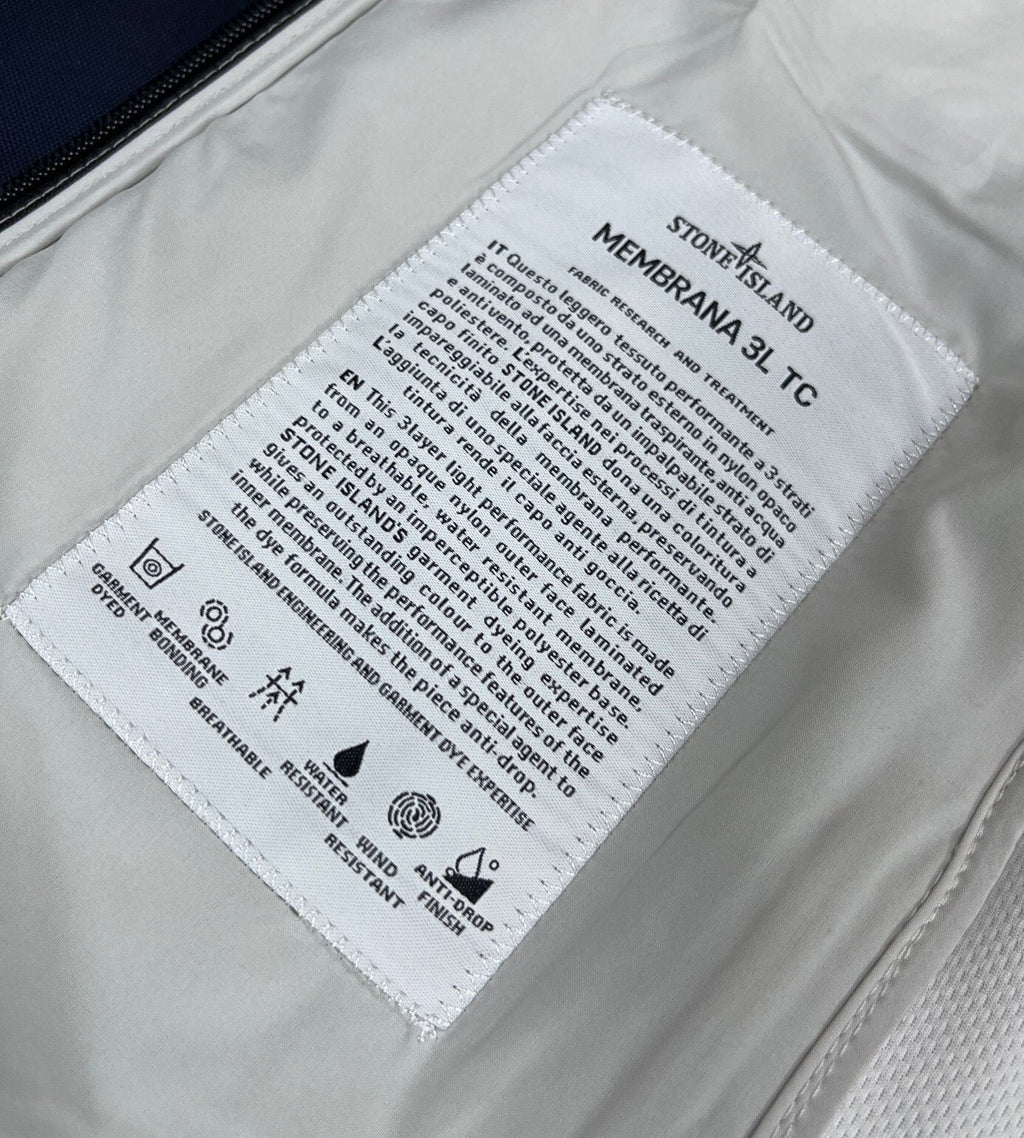 STONE ISLAND
MEMBRANA 3L TC
FABRIC RESEARCH AND TREATMENT
IT Questo leggero tessuto performante a 3 strati
è composto da uno strato esterno in nylon opaco
laminato ad una membrana traspirante, anti acqua
e anti vento, protetta da un impalpabile strato di
poliestere. L'expertise nei processi di tintura a
capo finito STONE ISLAND dona una coloritura
impareggiabile alla faccia esterna, preservando
la tecnicità della membrana performante.
L'aggiunta di uno speciale agente alla ricetta di
tintura rende il capo anti goccia.
EN This 3 layer light performance fabric is made
from an opaque nylon outer face laminated
to a breathable, water resistant membrane,
protected by an imperceptible polyester base.
STONE ISLAND'S garment dyeing expertise
gives an outstanding colour to the outer face
while preserving the performance features of the
inner membrane. The addition of a special agent to
the dye formula makes the piece anti-drop.
STONE ISLAND ENGINEERING AND GARMENT DYE EXPERTISE
GARMENT
DYED
MEMBRANE
BONDING
BREATHABLE
WATER
RESISTANT
WIND
RESISTANT
ANTI-DROP
FINISH